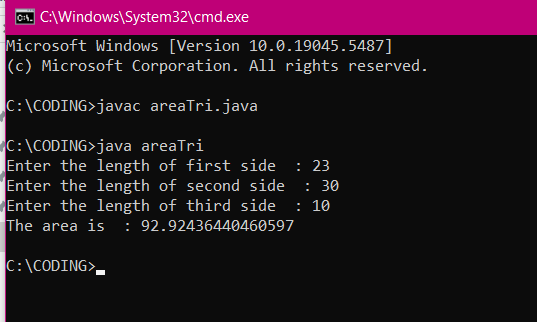 C:\Windows\System32\cmd.exe
Microsoft Windows [Version 10.0.19045.5487]
(c) Microsoft Corporation. All rights reserved.
C:\CODING>javac areaTri.java
C:\CODING>java areaTri
Enter the length of first side  : 23
Enter the length of second side  : 30
Enter the length of third side  : 10
The area is  : 92.92436440460597
C:\CODING>